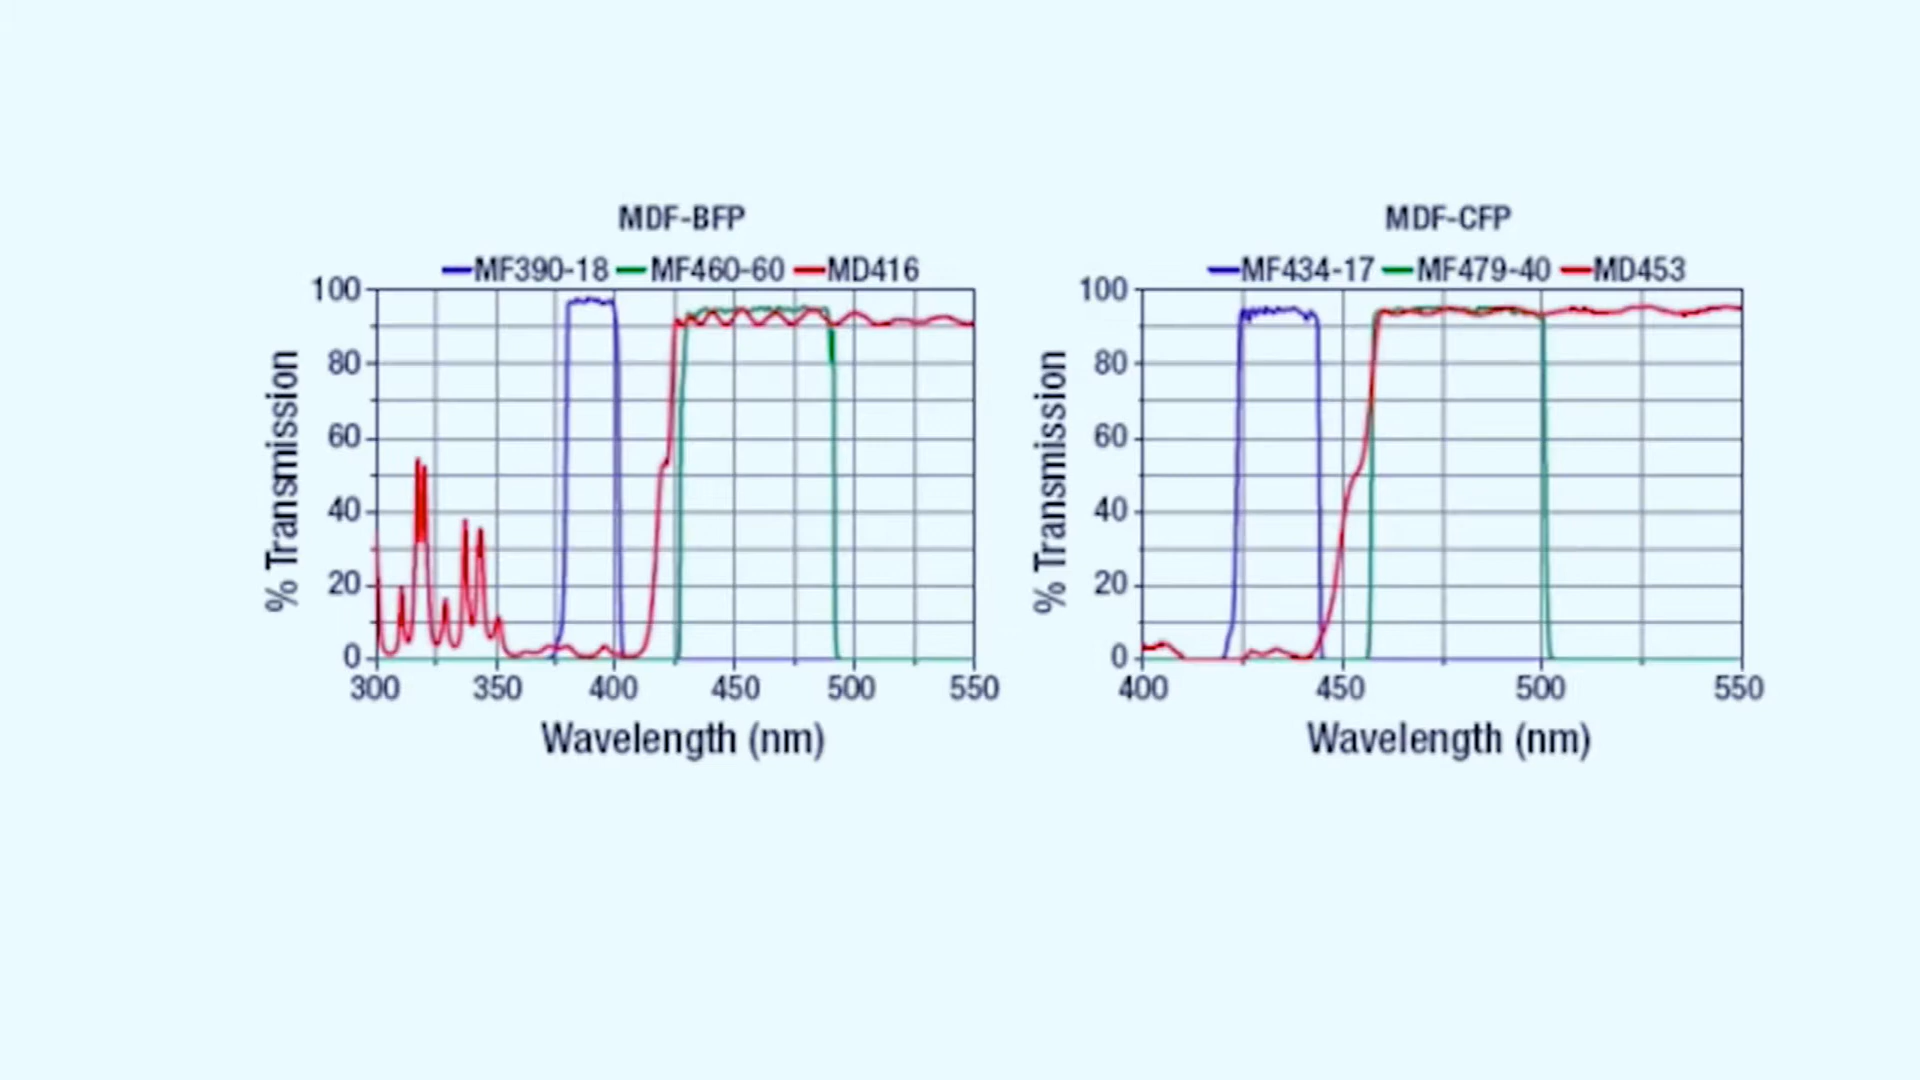 MDF-BFP
MF390-18 MF460-60 MD416
100
80
60
40
20
0
% Transmission
300 350 400 450 500 550
Wavelength (nm)
MDF-CFP
MF434-17 MF479-40 MD453
100
80
60
40
20
0
% Transmission
400 450 500 550
Wavelength (nm)